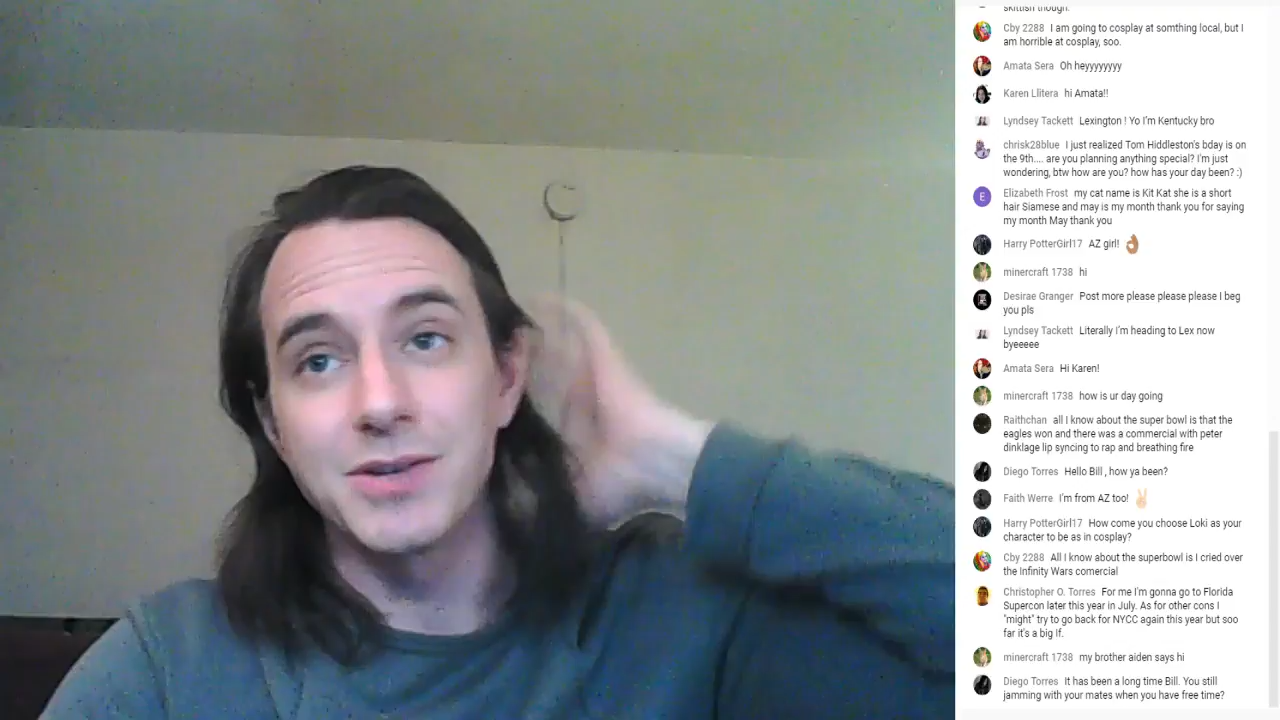 skittish though.
Cby 2288 I am going to cosplay at somthing local, but I
am horrible at cosplay, soo.
Amata Sera Oh heyyyyyyyy
Karen Llitera hi Amata!!
Lyndsey Tackett Lexington ! Yo I'm Kentucky bro
chrisk28blue I just realized Tom Hiddleston's bday is on
the 9th.... are you planning anything special? I'm just
wondering, btw how are you? how has your day been? :)
E
Elizabeth Frost my cat name is Kit Kat she is a short
hair Siamese and may is my month thank you for saying
my month May thank you
Harry PotterGirl17 AZ girl! 👌🏽
minercraft 1738 hi
Desirae Granger Post more please please please I beg
you pls
Lyndsey Tackett Literally I'm heading to Lex now
byeeeee
Amata Sera Hi Karen!
minercraft 1738 how is ur day going
Raithchan all I know about the super bowl is that the
eagles won and there was a commercial with peter
dinklage lip syncing to rap and breathing fire
Diego Torres Hello Bill , how ya been?
Faith Werre I'm from AZ too! ✌🏻
Harry PotterGirl17 How come you choose Loki as your
character to be as in cosplay?
Cby 2288 All I know about the superbowl is I cried over
the Infinity Wars comercial
Christopher O. Torres For me I'm gonna go to Florida
Supercon later this year in July. As for other cons I
"might" try to go back for NYCC again this year but soo
far it's a big If.
minercraft 1738 my brother aiden says hi
Diego Torres It has been a long time Bill. You still
jamming with your mates when you have free time?